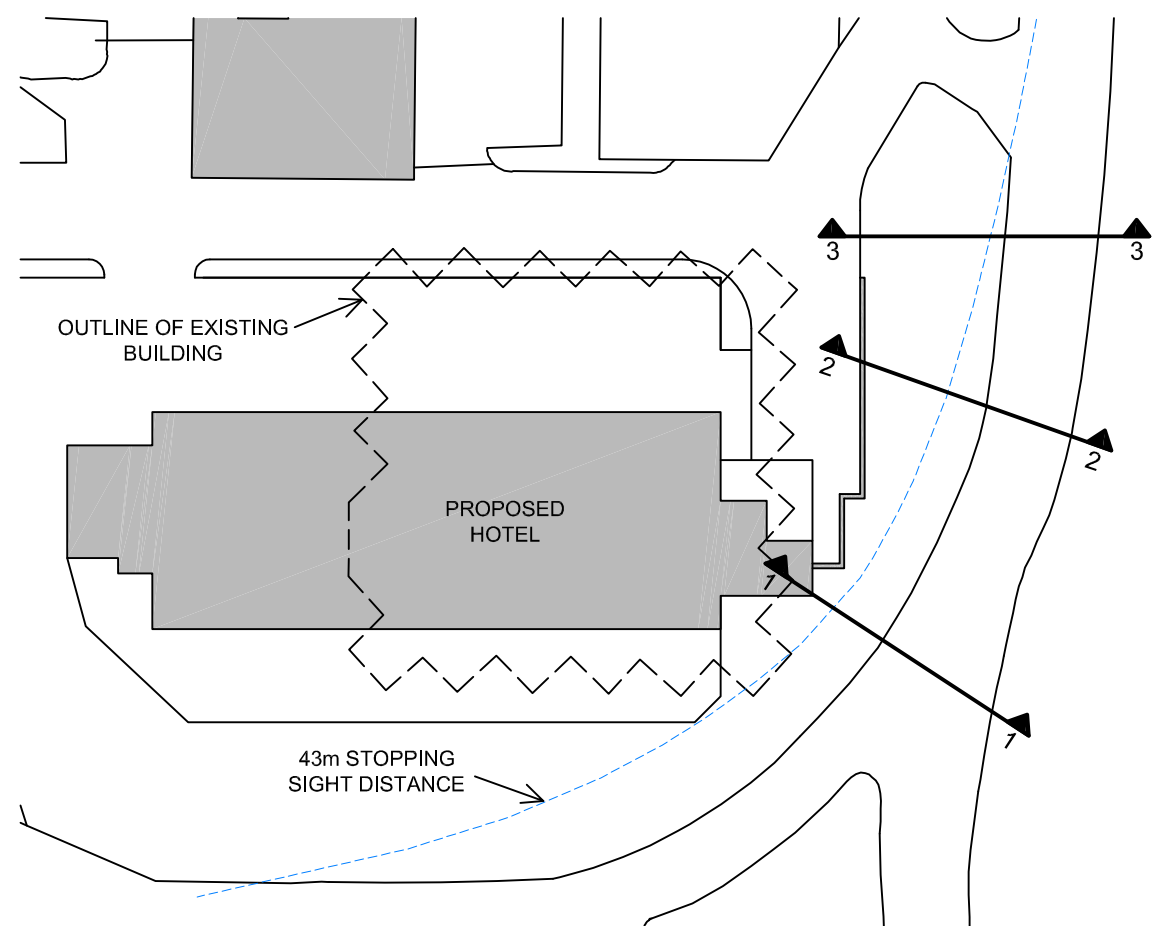 3
3
OUTLINE OF EXISTING
BUILDING
2
2
PROPOSED
HOTEL
1
1
43m STOPPING
SIGHT DISTANCE